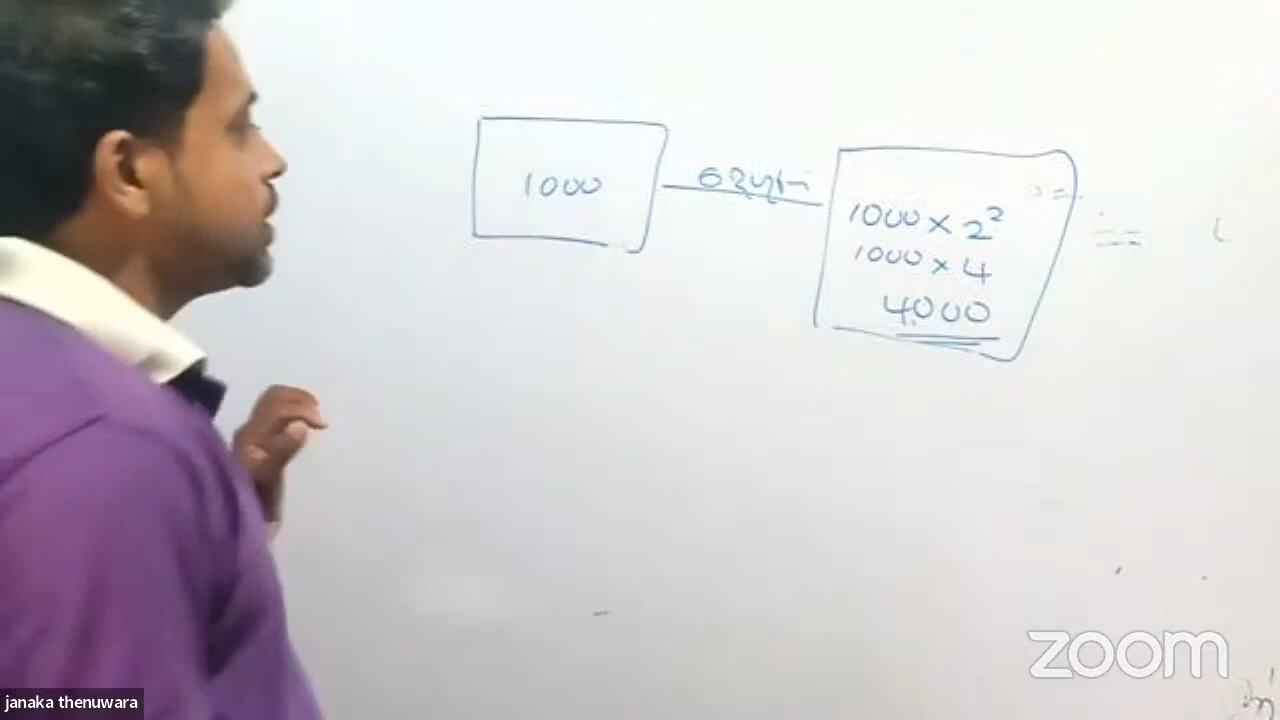 1000
1000 × 2²
1000 × 4
4000
zoom
janaka thenuwara